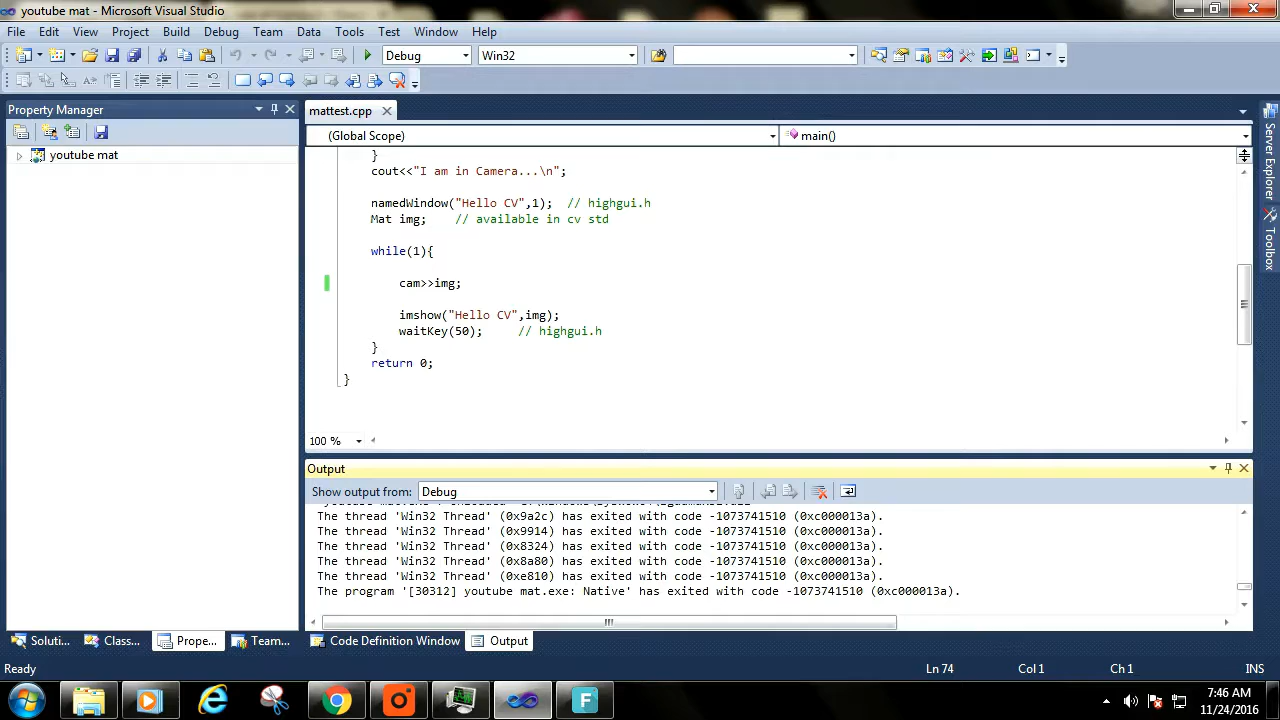 youtube mat - Microsoft Visual Studio
File Edit View Project Build Debug Team Data Tools Test Window Help
Debug Win32
Property Manager
youtube mat
mattest.cpp
(Global Scope) main()
}
cout<<"I am in Camera...\n";
namedWindow("Hello CV",1); // highgui.h
Mat img; // available in cv std
while(1){
cam>>img;
imshow("Hello CV",img);
waitKey(50); // highgui.h
}
return 0;
}
100 %
Server Explorer
Toolbox
Output
Show output from: Debug
The thread 'Win32 Thread' (0x9a2c) has exited with code -1073741510 (0xc000013a).
The thread 'Win32 Thread' (0x9914) has exited with code -1073741510 (0xc000013a).
The thread 'Win32 Thread' (0x8324) has exited with code -1073741510 (0xc000013a).
The thread 'Win32 Thread' (0x8a80) has exited with code -1073741510 (0xc000013a).
The thread 'Win32 Thread' (0xe810) has exited with code -1073741510 (0xc000013a).
The program '[30312] youtube mat.exe: Native' has exited with code -1073741510 (0xc000013a).
Soluti... Class... Prope... Team... Code Definition Window Output
Ready Ln 74 Col 1 Ch 1 INS
F
7:46 AM
11/24/2016